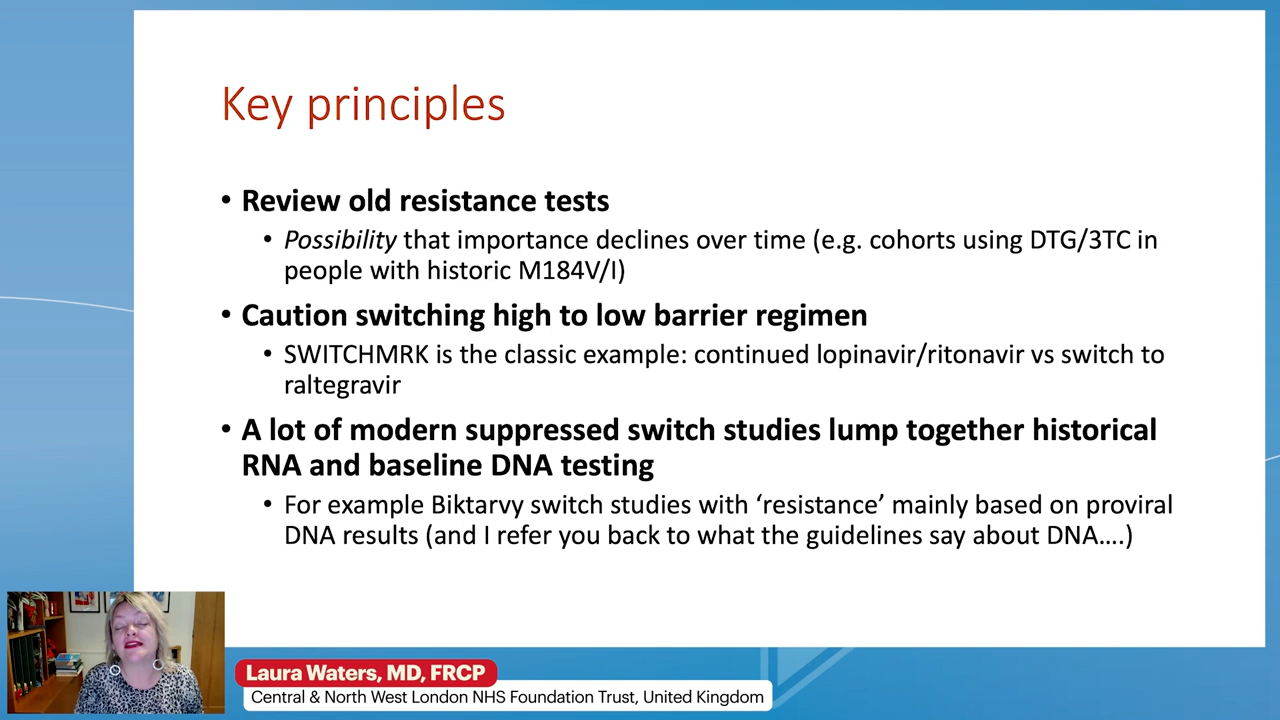 Key principles
• Review old resistance tests
• Possibility that importance declines over time (e.g. cohorts using DTG/3TC in
people with historic M184V/I)
• Caution switching high to low barrier regimen
• SWITCHMRK is the classic example: continued lopinavir/ritonavir vs switch to
raltegravir
• A lot of modern suppressed switch studies lump together historical
RNA and baseline DNA testing
• For example Biktarvy switch studies with ‘resistance’ mainly based on proviral
DNA results (and I refer you back to what the guidelines say about DNA….)
Laura Waters, MD, FRCP
Central & North West London NHS Foundation Trust, United Kingdom